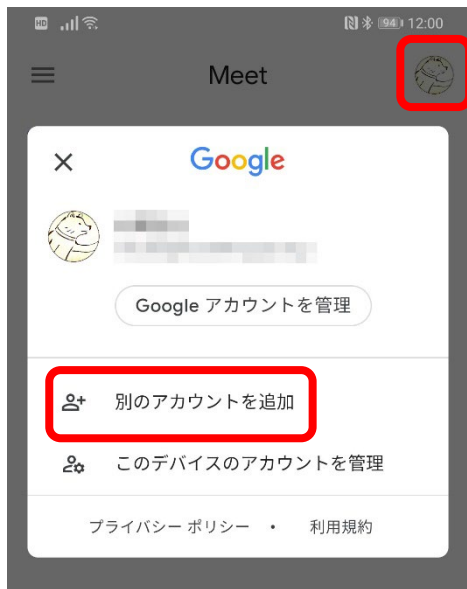 HD 94 12:00
Meet
Google
Google アカウントを管理
別のアカウントを追加
このデバイスのアカウントを管理
プライバシー ポリシー ・ 利用規約